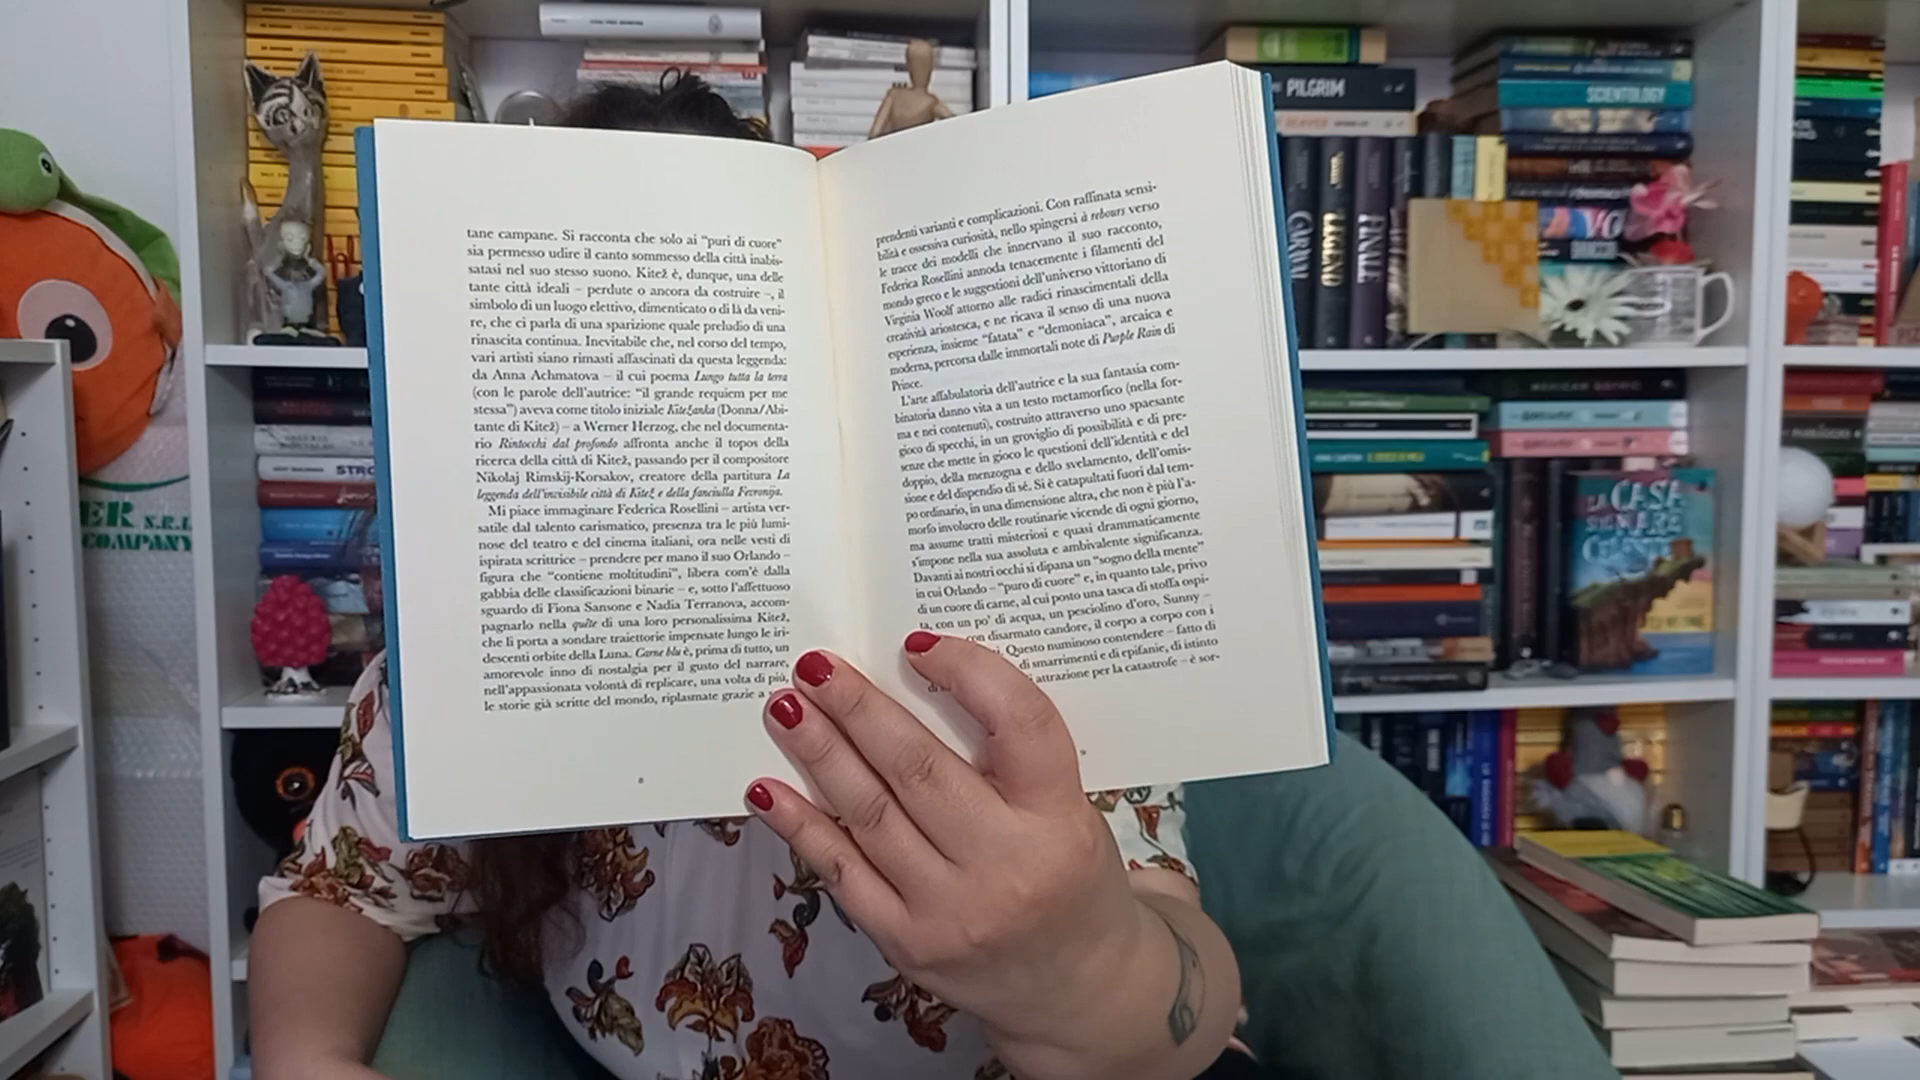 tane campane. Si racconta che solo ai “puri di cuore”
sia permesso udire il canto sommesso della città inabis-
satasi nel suo stesso suono. Kitež è, dunque, una delle
tante città ideali – perdute o ancora da costruire –, il
simbolo di un luogo elettivo, dimenticato o di là da veni-
re, che ci parla di una sparizione quale preludio di una
rinascita continua. Inevitabile che, nel corso del tempo,
vari artisti siano rimasti affascinati da questa leggenda:
da Anna Achmatova – il cui poema Lungo tutta la terra
(con le parole dell’autrice: “il grande requiem per me
stessa”) aveva come titolo iniziale Kitežanka (Donna/Abi-
tante di Kitež) – a Werner Herzog, che nel documenta-
rio Rintocchi dal profondo affronta anche il topos della
ricerca della città di Kitež, passando per il compositore
Nikolaj Rimskij-Korsakov, creatore della partitura La
leggenda dell’invisibile città di Kitež e della fanciulla Fevronija.
Mi piace immaginare Federica Rosellini – artista ver-
satile dal talento carismatico, presenza tra le più lumi-
nose del teatro e del cinema italiani, ora nelle vesti di
ispirata scrittrice – prendere per mano il suo Orlando –
figura che “contiene moltitudini”, libera com’è dalla
gabbia delle classificazioni binarie – e, sotto l’affettuoso
sguardo di Fiona Sansone e Nadia Terranova, accom-
pagnarlo nella quête di una loro personalissima Kitež,
che li porta a sondare traiettorie impensate lungo le iri-
descenti orbite della Luna. Carne blu è, prima di tutto, un
amorevole inno di nostalgia per il gusto del narrare,
nell’appassionata volontà di replicare, una volta di più,
le storie già scritte del mondo, riplasmate grazie a
8
prendenti varianti e complicazioni. Con raffinata sensi-
bilità e ossessiva curiosità, nello spingersi à rebours verso
le tracce dei modelli che innervano il suo racconto,
Federica Rosellini annoda tenacemente i filamenti del
mondo greco e le suggestioni dell’universo vittoriano di
Virginia Woolf attorno alle radici rinascimentali della
creatività ariostesca, e ne ricava il senso di una nuova
esperienza, insieme “fatata” e “demoniaca”, arcaica e
moderna, percorsa dalle immortali note di Purple Rain di
Prince.
L’arte affabulatoria dell’autrice e la sua fantasia com-
binatoria danno vita a un testo metamorfico (nella for-
ma e nei contenuti), costruito attraverso uno spaesante
gioco di specchi, in un groviglio di possibilità e di pre-
senze che mette in gioco le questioni dell’identità e del
doppio, della menzogna e dello svelamento, dell’omis-
sione e del dispendio di sé. Si è catapultati fuori dal tem-
po ordinario, in una dimensione altra, che non è più l’a-
morfo involucro delle routinarie vicende di ogni giorno,
ma assume tratti misteriosi e quasi drammaticamente
s’impone nella sua assoluta e ambivalente significanza.
Davanti ai nostri occhi si dipana un “sogno della mente”
in cui Orlando – “puro di cuore” e, in quanto tale, privo
di un cuore di carne, al cui posto una tasca di stoffa ospi-
ta, con un po’ di acqua, un pesciolino d’oro, Sunny –
con disarmato candore, il corpo a corpo con i
Questo numinoso contendere – fatto di
di smarrimenti e di epifanie, di istinto
attrazione per la catastrofe – è sor-
9
PILGRIM
SCIENTOLOGY
CARAVAL
LEGEND
FINALE
LA CASA
SUL MARE
CELESTE
TJ KLUNE
ER S.R.L.
COMPANY